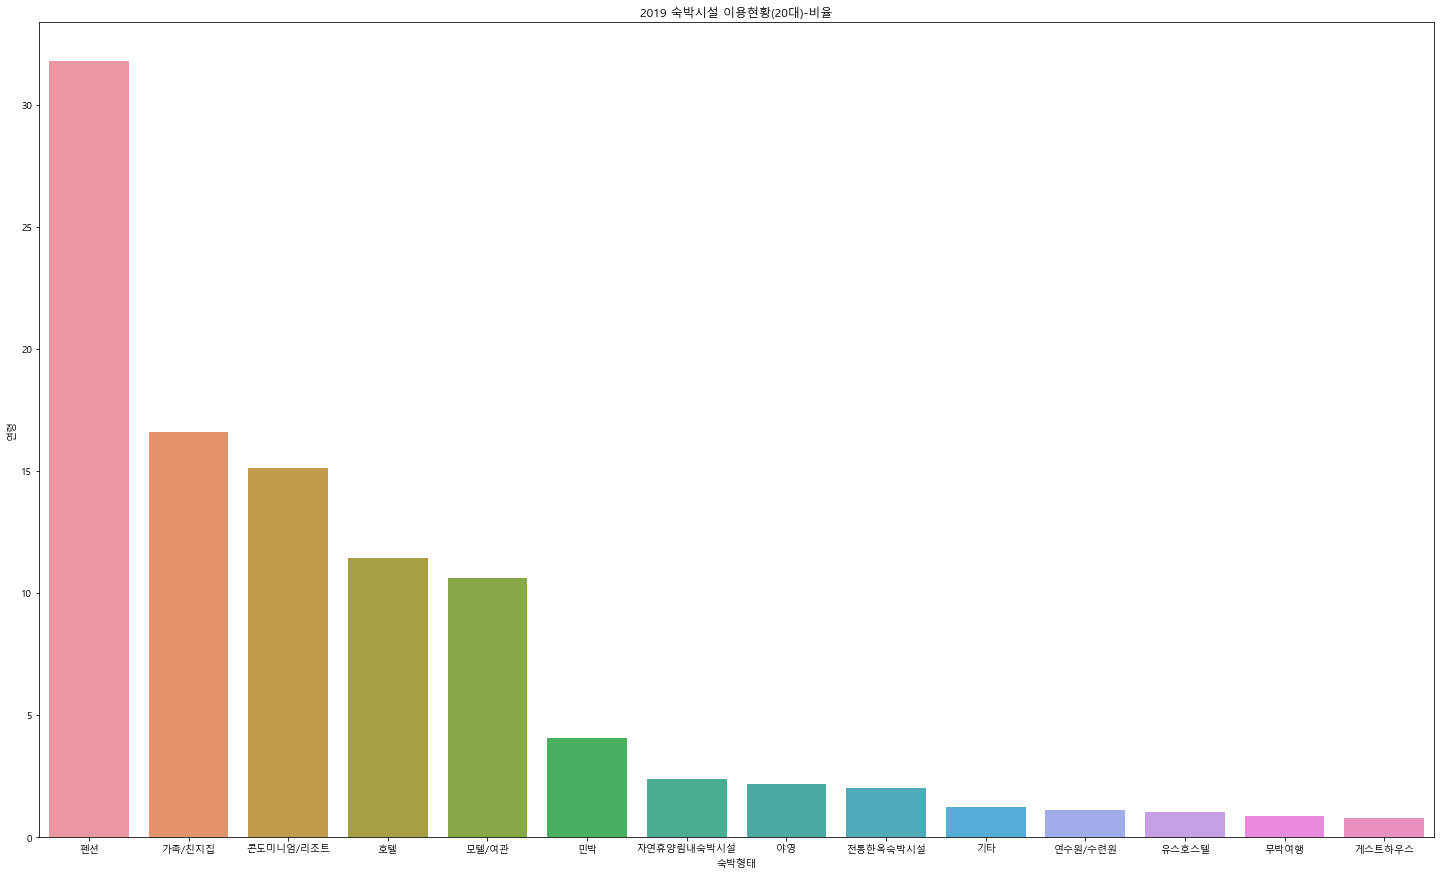 2019 숙박시설 이용현황(20대)-비율
30
25
20
15
10
5
0
연령
펜션 가족/친지집 콘도미니엄/리조트 호텔 모텔/여관 민박 자연휴양림내숙박시설 야영 전통한옥숙박시설 기타 연수원/수련원 유스호스텔 무박여행 게스트하우스
숙박형태